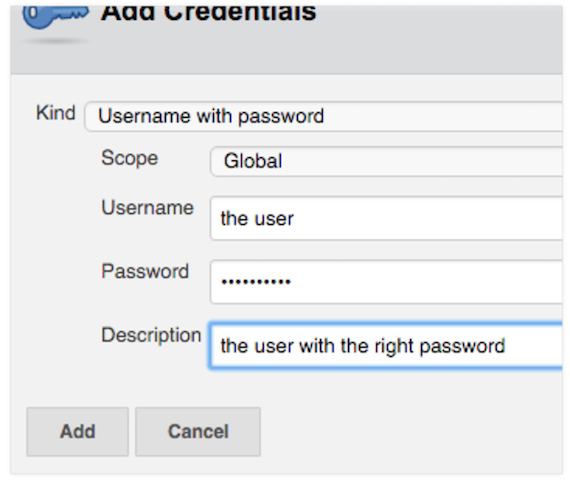 Add Credentials
Kind Username with password
Scope Global
Username the user
Password ••••••••••
Description the user with the right password
Add Cancel